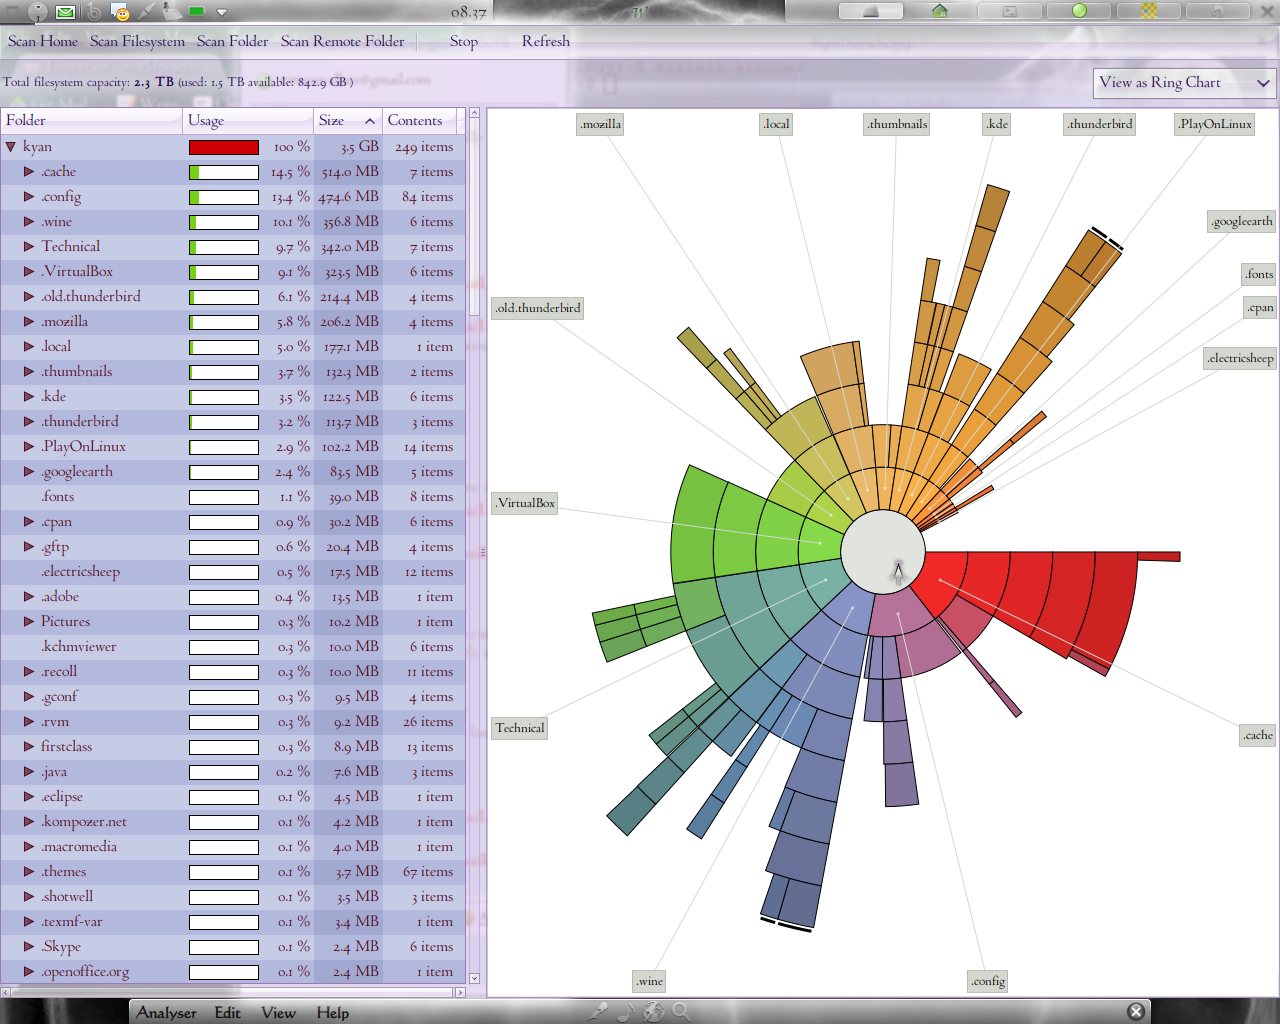 08.37
Scan Home Scan Filesystem Scan Folder Scan Remote Folder Stop Refresh
Total filesystem capacity: 2.3 TB (used: 1.5 TB available: 842.9 GB )
View as Ring Chart
Folder Usage Size Contents
kyan 100 % 3.5 GB 249 items
.cache 14.5 % 514.0 MB 7 items
.config 13.4 % 474.6 MB 84 items
.wine 10.1 % 356.8 MB 6 items
Technical 9.7 % 342.0 MB 7 items
.VirtualBox 9.1 % 323.5 MB 6 items
.old.thunderbird 6.1 % 214.4 MB 4 items
.mozilla 5.8 % 206.2 MB 4 items
.local 5.0 % 177.1 MB 1 item
.thumbnails 3.7 % 132.3 MB 2 items
.kde 3.5 % 122.5 MB 6 items
.thunderbird 3.2 % 113.7 MB 3 items
.PlayOnLinux 2.9 % 102.2 MB 14 items
.googleearth 2.4 % 83.5 MB 5 items
.fonts 1.1 % 39.0 MB 8 items
.cpan 0.9 % 30.2 MB 6 items
.gftp 0.6 % 20.4 MB 4 items
.electricsheep 0.5 % 17.5 MB 12 items
.adobe 0.4 % 13.5 MB 1 item
Pictures 0.3 % 10.2 MB 1 item
.kchmviewer 0.3 % 10.0 MB 6 items
.recoll 0.3 % 10.0 MB 11 items
.gconf 0.3 % 9.5 MB 4 items
.rvm 0.3 % 9.2 MB 26 items
firstclass 0.3 % 8.9 MB 13 items
.java 0.2 % 7.6 MB 3 items
.eclipse 0.1 % 4.5 MB 1 item
.kompozer.net 0.1 % 4.2 MB 1 item
.macromedia 0.1 % 4.0 MB 1 item
.themes 0.1 % 3.7 MB 67 items
.shotwell 0.1 % 3.5 MB 3 items
.texmf-var 0.1 % 3.4 MB 1 item
.Skype 0.1 % 2.4 MB 6 items
.openoffice.org 0.1 % 2.4 MB 1 item
.mozilla .local .thumbnails .kde .thunderbird .PlayOnLinux
.googleearth
.fonts
.old.thunderbird .cpan
.electricsheep
.VirtualBox
Technical .cache
.wine .config
Analyser Edit View Help